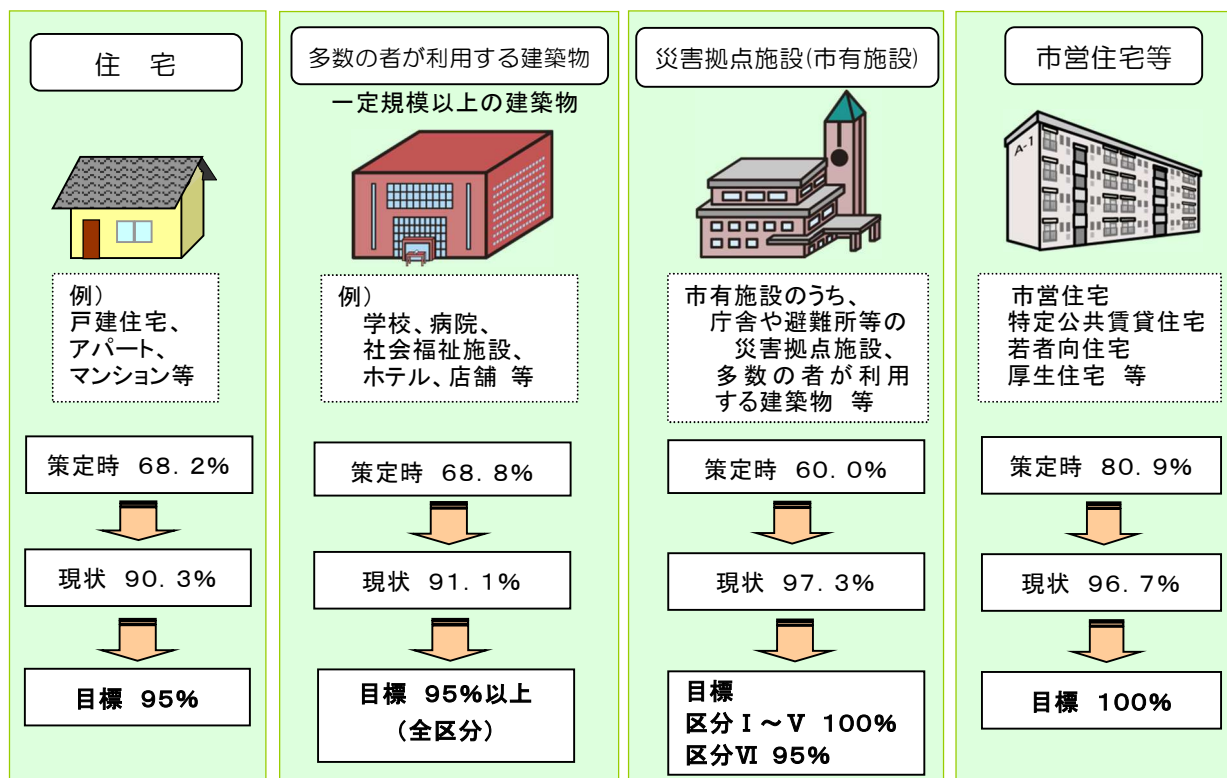 住　宅
例）
戸建住宅、
アパート、
マンション等
策定時 ６８．２％
現状 ９０．３％
目標 95％
多数の者が利用する建築物
一定規模以上の建築物
例）
学校、病院、
社会福祉施設、
ホテル、店舗 等
策定時 ６８．８％
現状 ９１．１％
目標 95％以上
（全区分）
災害拠点施設(市有施設)
市有施設のうち、
庁舎や避難所等の
災害拠点施設、
多数の者が利用
する建築物 等
策定時 ６０．０％
現状 ９７．３％
目標
区分Ⅰ～Ⅴ 100％
区分Ⅵ 95％
市営住宅等
A-1
市営住宅
特定公共賃貸住宅
若者向住宅
厚生住宅 等
策定時 ８０．９％
現状 ９６．７％
目標 100％